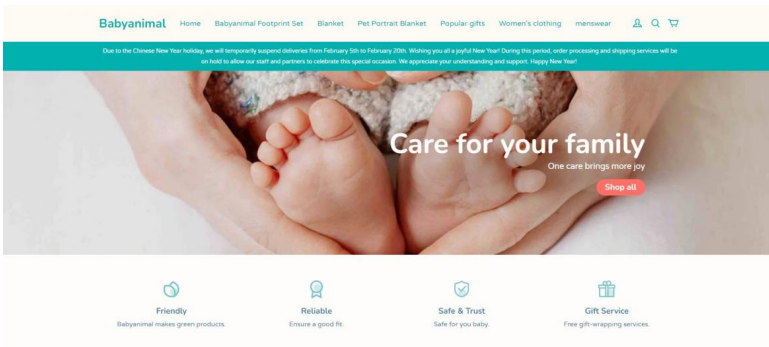 Babyanimal Home Babyanimal Footprint Set Blanket Pet Portrait Blanket Popular gifts Women's clothing menswear
Due to the Chinese New Year holiday, we will temporarily suspend deliveries from February 5th to February 20th. Wishing you all a joyful New Year! During this period, order processing and shipping services will be
on hold to allow our staff and partners to celebrate this special occasion. We appreciate your understanding and support. Happy New Year!
Care for your family
One care brings more joy
Shop all
Friendly Reliable Safe & Trust Gift Service
Babyanimal makes green products. Ensure a good fit. Safe for you baby. Free gift-wrapping services.